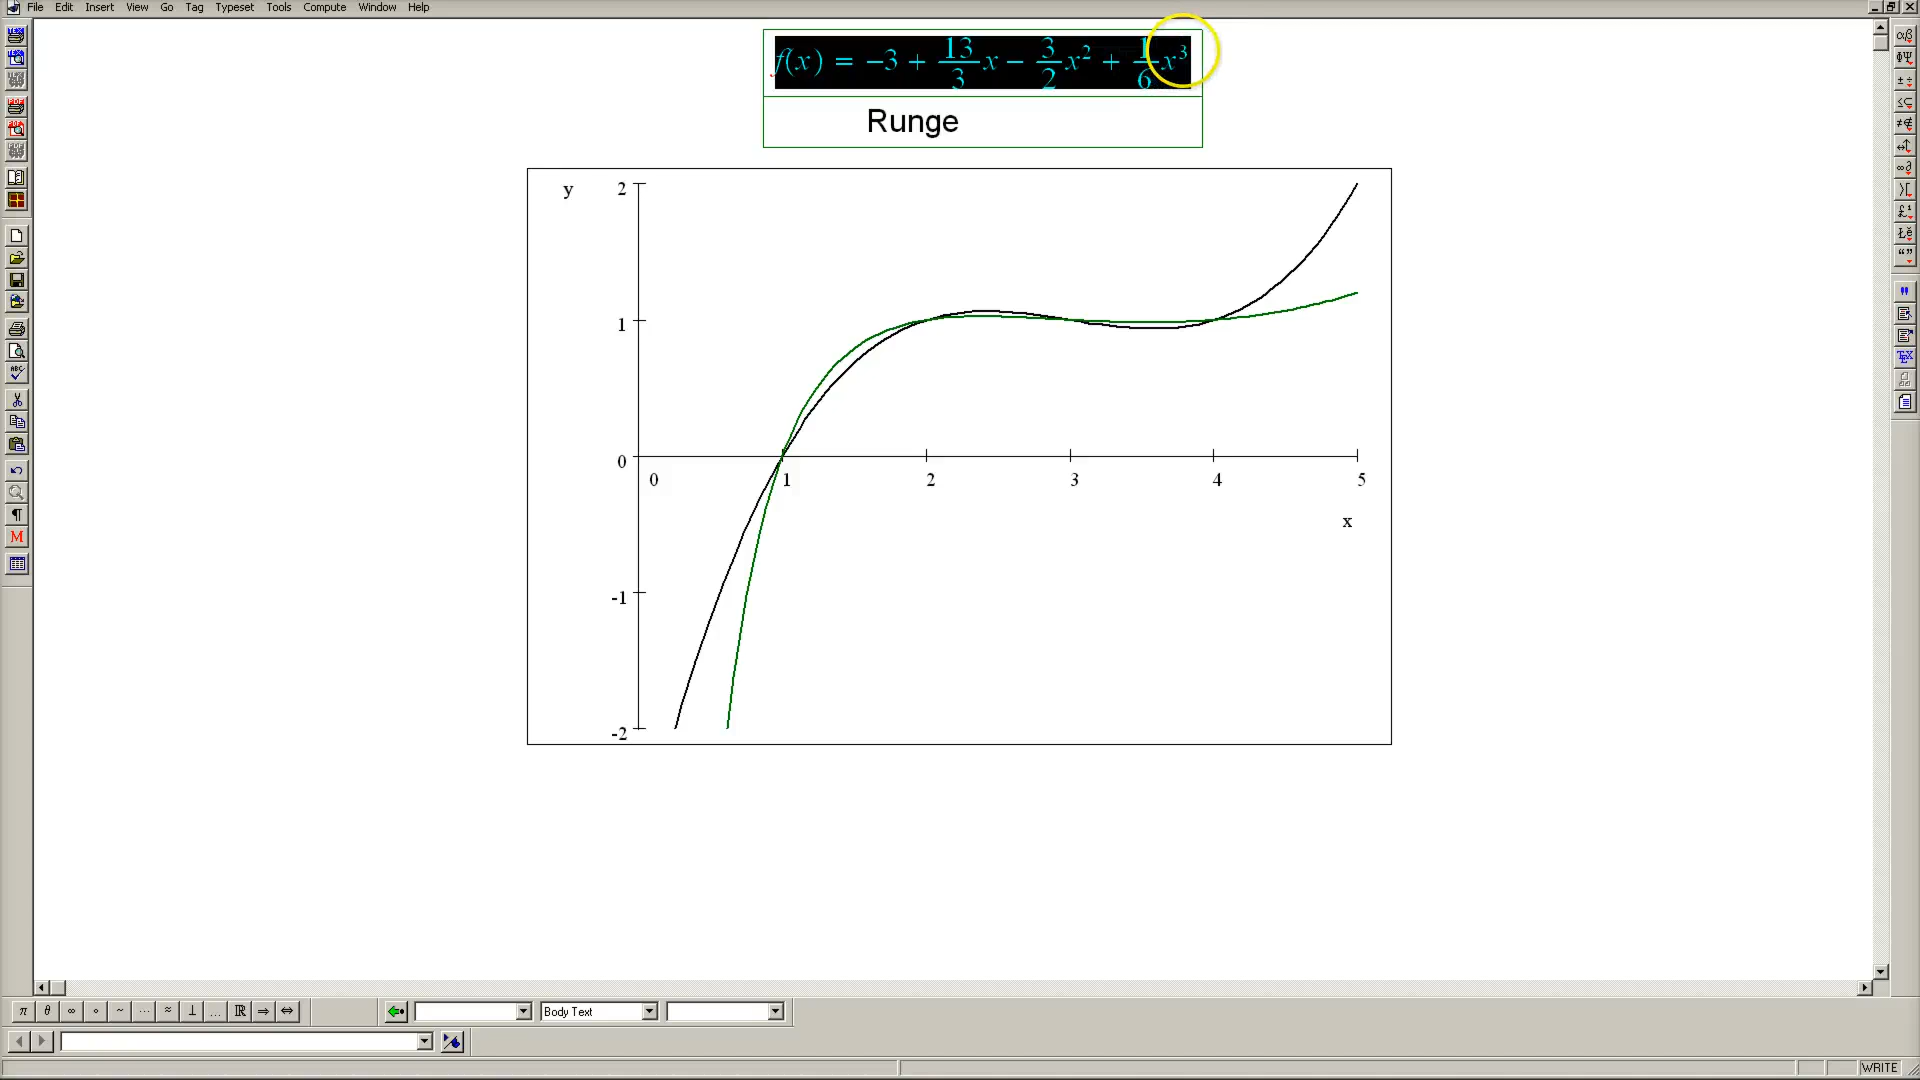 File Edit Insert View Go Tag Typeset Tools Compute Window Help
f(x) = −3 + 13/3 x − 3/2 x² + 1/6 x³
Runge
y
2
1
0
0 1 2 3 4 5
x
-1
-2
π θ ∞ ∘ ~ ⋯ ≈ ⊥ … ℝ ⇒ ⇔
Body Text
WRITE